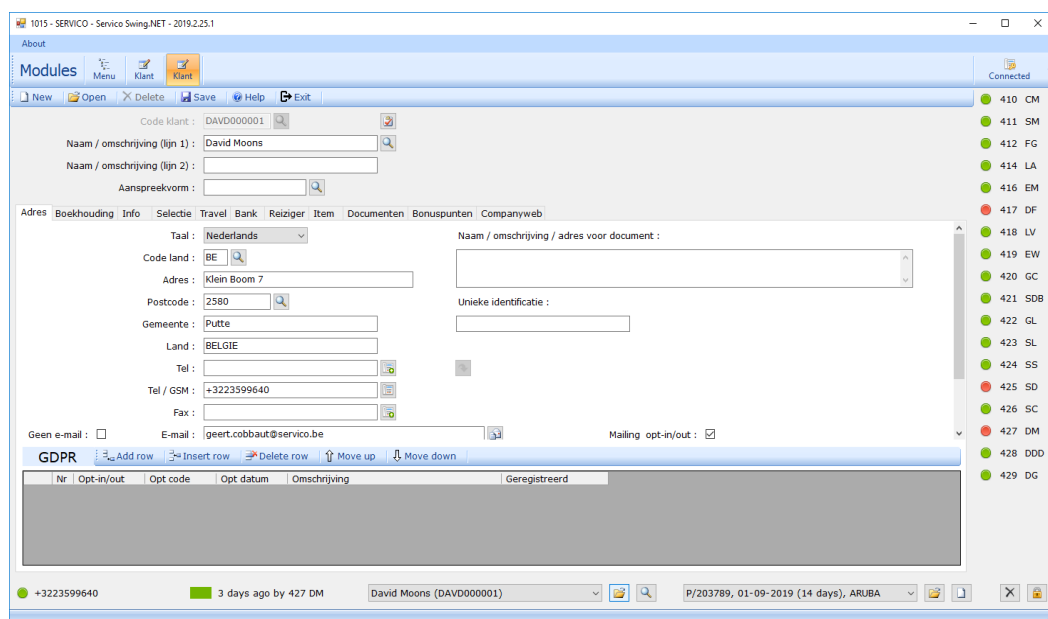 1015 - SERVICO - Servico Swing.NET - 2019.2.25.1
About
Modules Menu Klant Klant Connected
New Open Delete Save Help Exit
Code klant : DAVD000001
Naam / omschrijving (lijn 1) : David Moons
Naam / omschrijving (lijn 2) :
Aanspreekvorm :
Adres Boekhouding Info Selectie Travel Bank Reiziger Item Documenten Bonuspunten Companyweb
Taal : Nederlands Naam / omschrijving / adres voor document :
Code land : BE
Adres : Klein Boom 7
Postcode : 2580 Unieke identificatie :
Gemeente : Putte
Land : BELGIE
Tel :
Tel / GSM : +3223599640
Fax :
Geen e-mail : E-mail : geert.cobbaut@servico.be Mailing opt-in/out :
GDPR Add row Insert row Delete row Move up Move down
Nr Opt-in/out Opt code Opt datum Omschrijving Geregistreerd
410 CM
411 SM
412 FG
414 LA
416 EM
417 DF
418 LV
419 EW
420 GC
421 SDB
422 GL
423 SL
424 SS
425 SD
426 SC
427 DM
428 DDD
429 DG
+3223599640 3 days ago by 427 DM David Moons (DAVD000001) P/203789, 01-09-2019 (14 days), ARUBA